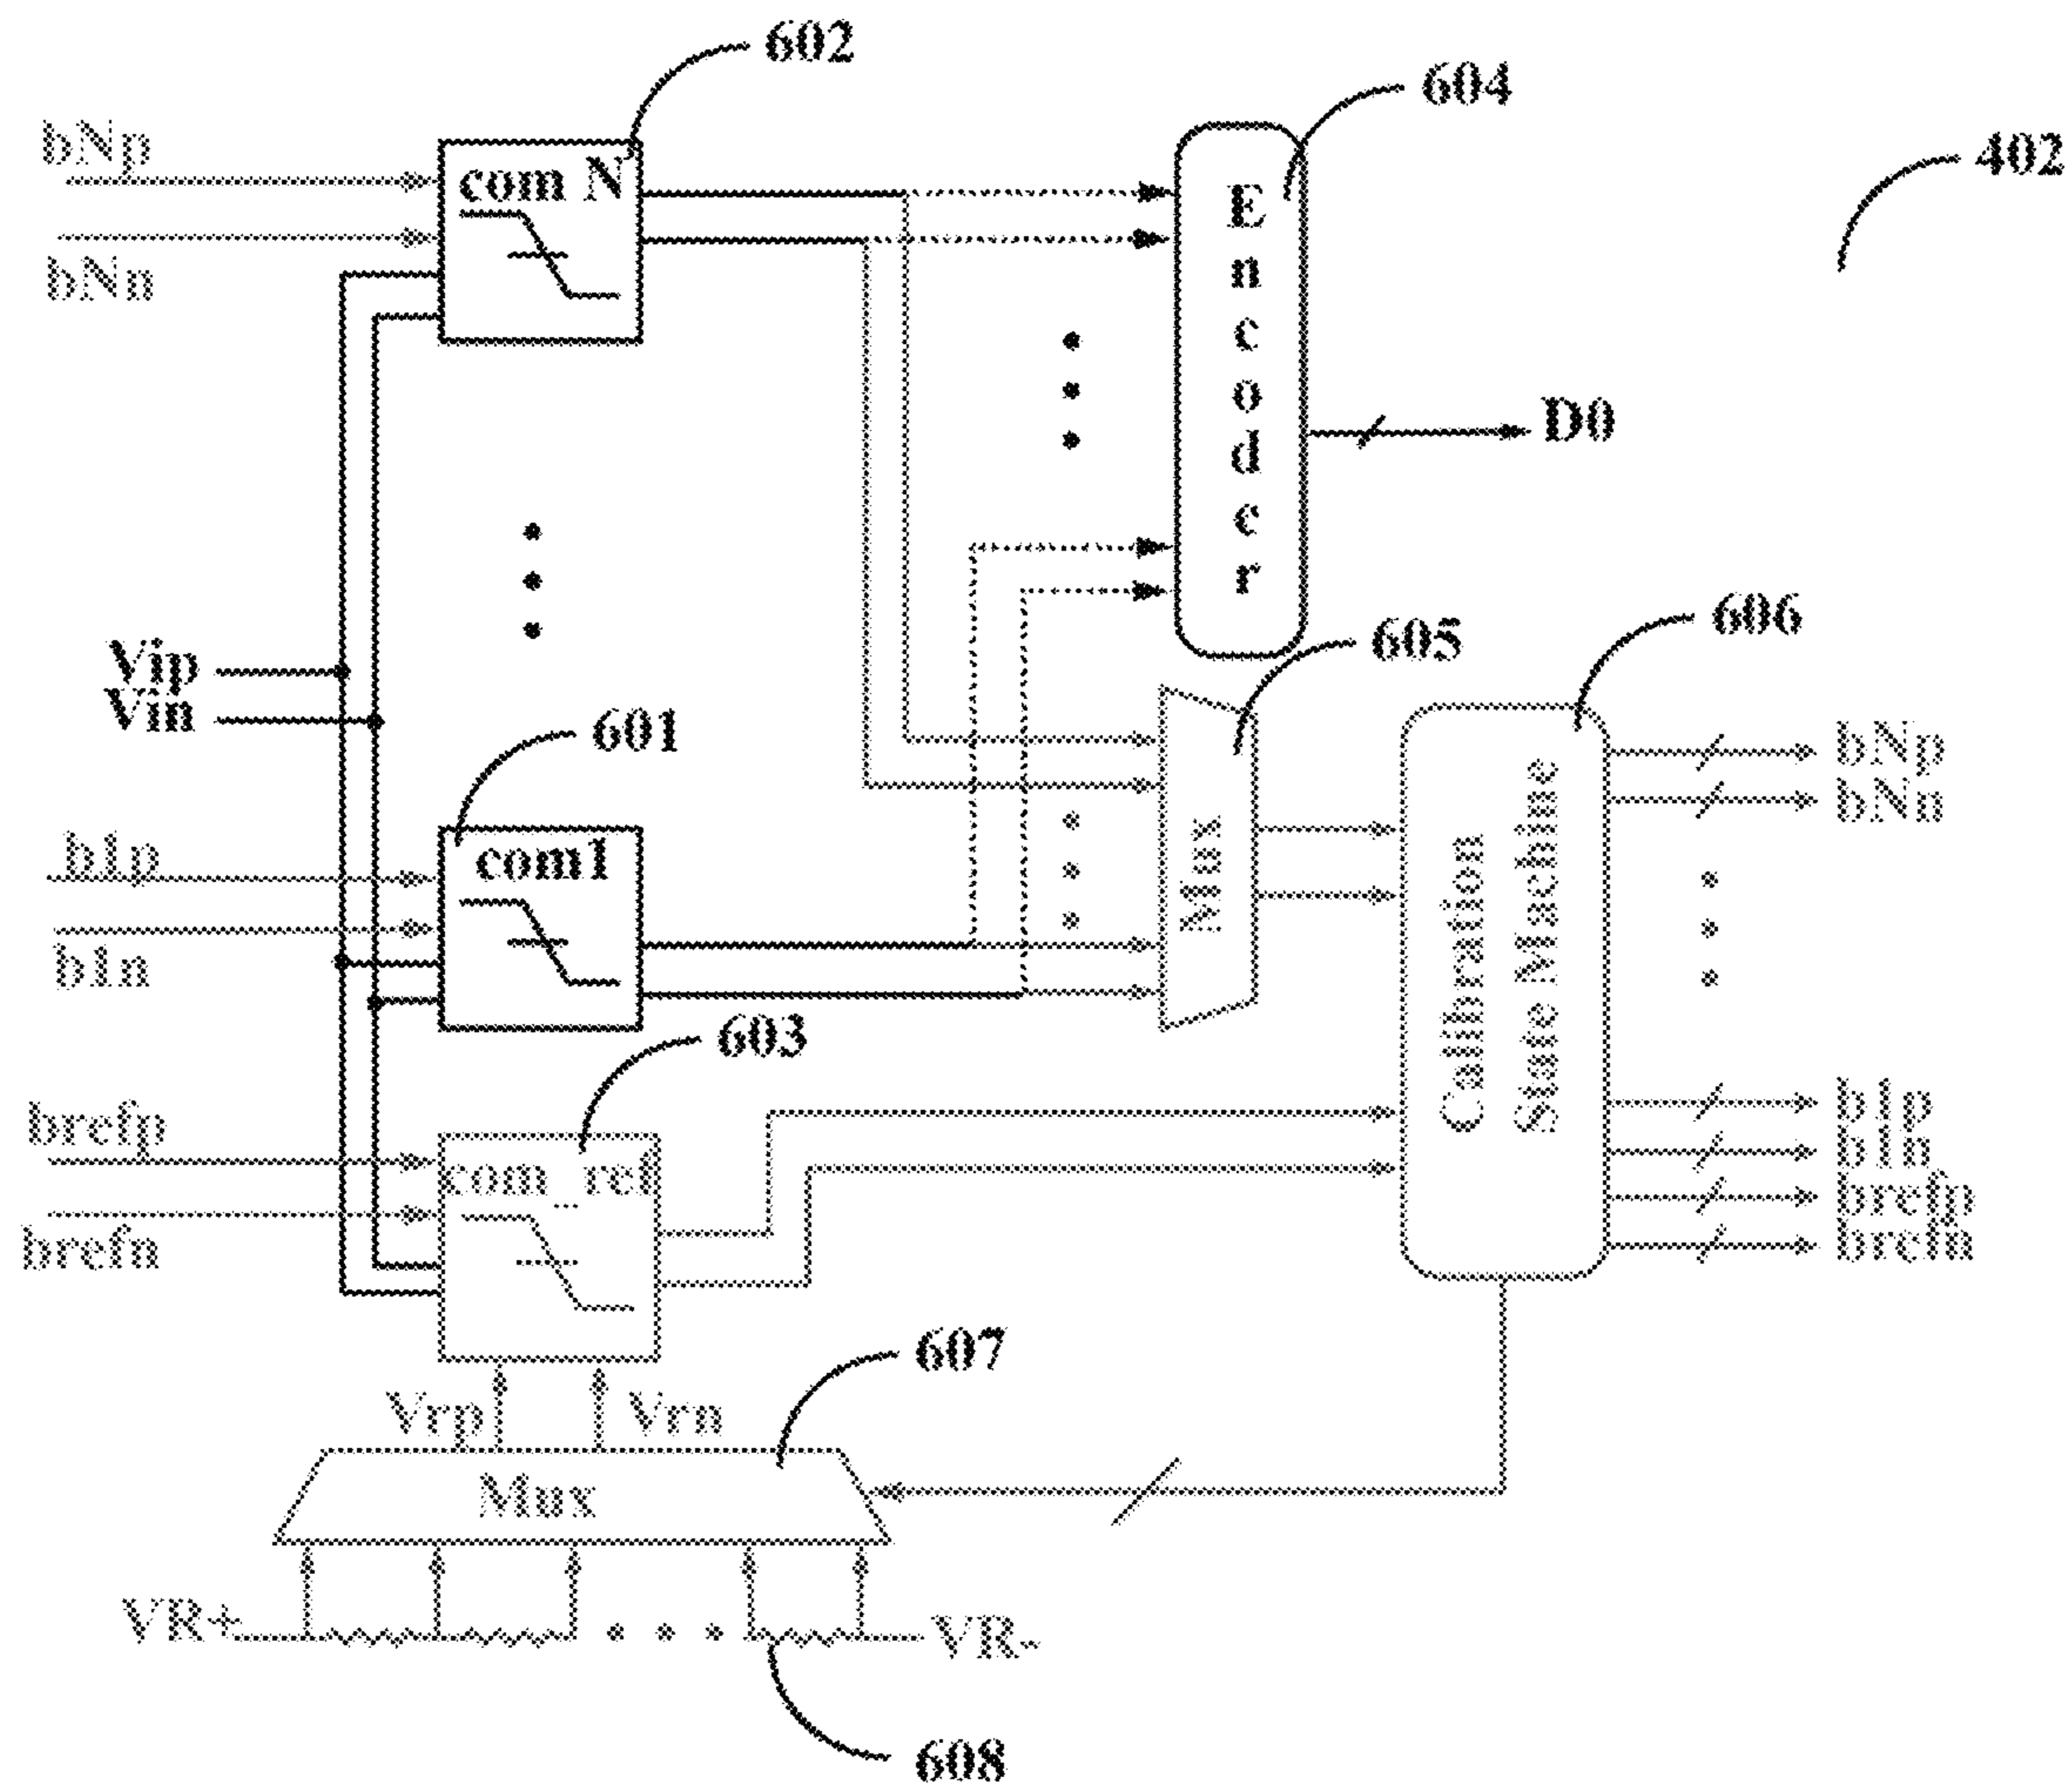 602
604
402
bNp
com N
bNn
Encoder
D0
Vip
Vin
601
605
606
bNp
bNn
b1p
com1
b1n
Mux
Calibration
State Machine
603
b1p
b1n
brefp
brefn
brefp
com_ref
brefn
607
Vrp
Vrn
Mux
VR+
VR-
608